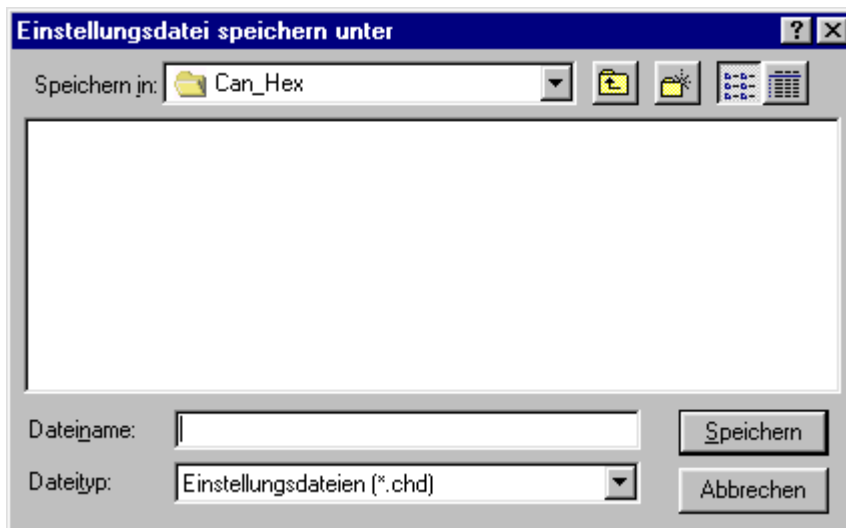 Einstellungsdatei speichern unter
Speichern in: Can_Hex
Dateiname: Speichern
Dateityp: Einstellungsdateien (*.chd) Abbrechen